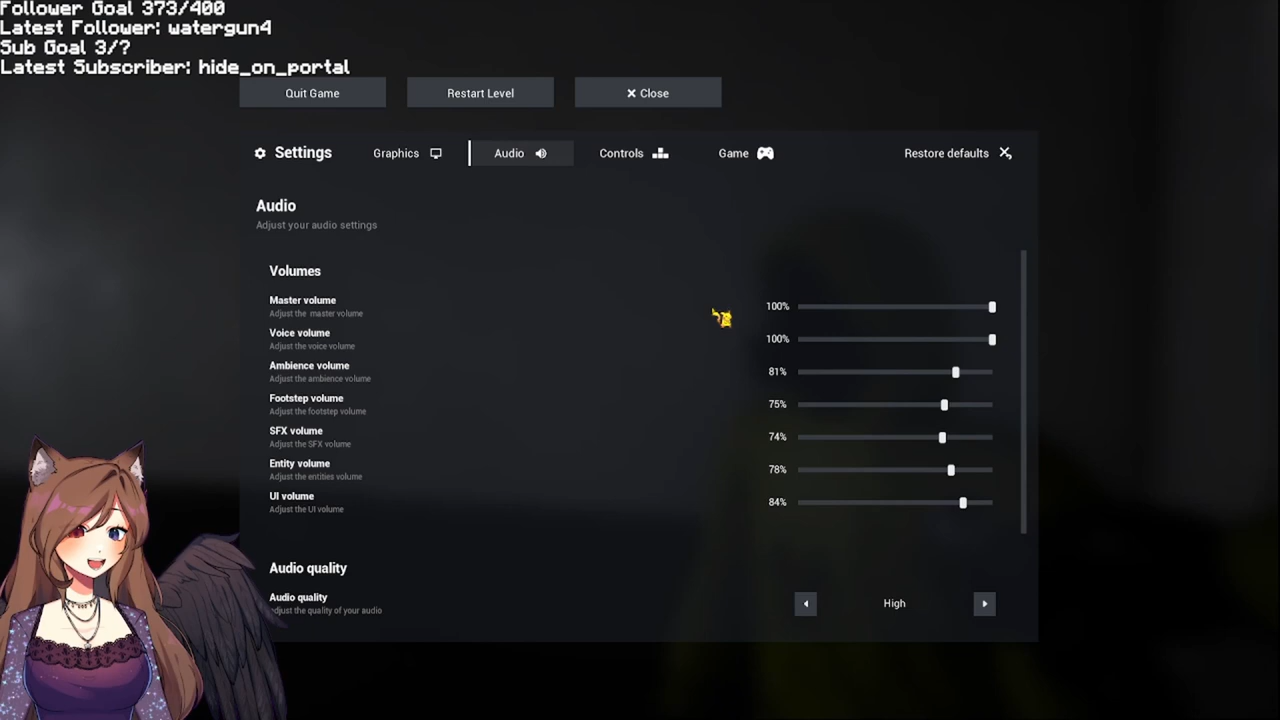 Follower Goal 373/400
Latest Follower: watergun4
Sub Goal 3/?
Latest Subscriber: hide_on_portal
Quit Game
Restart Level
Close
Settings
Graphics
Audio
Controls
Game
Restore defaults
Audio
Adjust your audio settings
Volumes
Master volume
Adjust the master volume
100%
Voice volume
Adjust the voice volume
100%
Ambience volume
Adjust the ambience volume
81%
Footstep volume
Adjust the footstep volume
75%
SFX volume
Adjust the SFX volume
74%
Entity volume
Adjust the entities volume
78%
UI volume
Adjust the UI volume
84%
Audio quality
Audio quality
adjust the quality of your audio
High